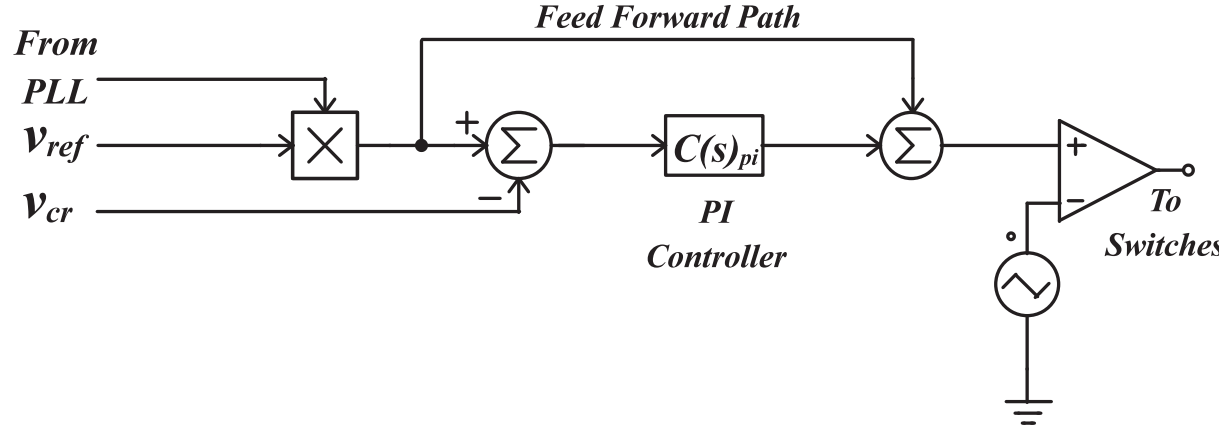 Feed Forward Path
From
PLL
v_ref
v_cr
+
−
Σ
C(s)_pi
PI
Controller
Σ
+
−
To
Switches